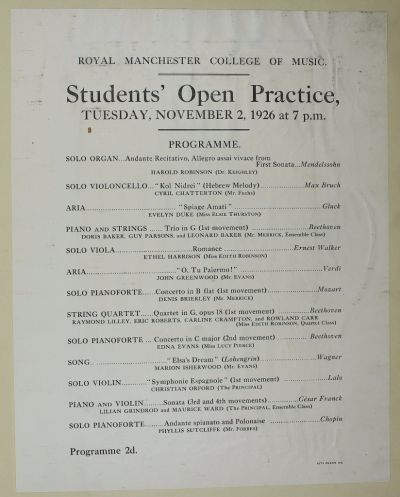 ROYAL MANCHESTER COLLEGE OF MUSIC.
Students' Open Practice,
TUESDAY, NOVEMBER 2, 1926 at 7 p.m.
PROGRAMME.
SOLO ORGAN...Andante Recitativo, Allegro assai vivace from
First Sonata...Mendelssohn
HAROLD ROBINSON (Dr. Keighley)
SOLO VIOLONCELLO..."Kol Nidrei" (Hebrew Melody)...Max Bruch
CYRIL CHATTERTON (Mr. Fuchs)
ARIA..."Spiage Amati"...Gluck
EVELYN DUKE (Miss Elsie Thurston)
PIANO AND STRINGS ...... Trio in G (1st movement) ...Beethoven
DORIS BAKER, GUY PARSONS, and LEONARD BAKER (Mr. Merrick, Ensemble Class)
SOLO VIOLA...Romance...Ernest Walker
ETHEL HARRISON (Miss Edith Robinson)
ARIA..."O, Tu Palermo!"...Verdi
JOHN GREENWOOD (Mr. Evans)
SOLO PIANOFORTE......Concerto in B flat (1st movement)...Mozart
DENIS BRIERLEY (Mr. Merrick)
STRING QUARTET......Quartet in G, opus 18 (1st movement)...Beethoven
RAYMOND LILLEY, ERIC ROBERTS, CARLINE CRAMPTON, and ROWLAND CARR
(Miss Edith Robinson, Quartet Class)
SOLO PIANOFORTE ... Concerto in C major (2nd movement) ...Beethoven
EDNA EVANS (Miss Lucy Pierce)
SONG..."Elsa's Dream" (Lohengrin)...Wagner
MARION ISHERWOOD (Mr. Evans)
SOLO VIOLIN..."Symphonie Espagnole" (1st movement) ...Lalo
CHRISTIAN ORFORD (The Principal)
PIANO AND VIOLIN......Sonata (3rd and 4th movements)...César Franck
LILIAN GRINDROD and MAURICE WARD (The Principal, Ensemble Class)
SOLO PIANOFORTE......Andante spianato and Polonaise ...Chopin
PHYLLIS SUTCLIFFE (Mr. Forbes)
Programme 2d.